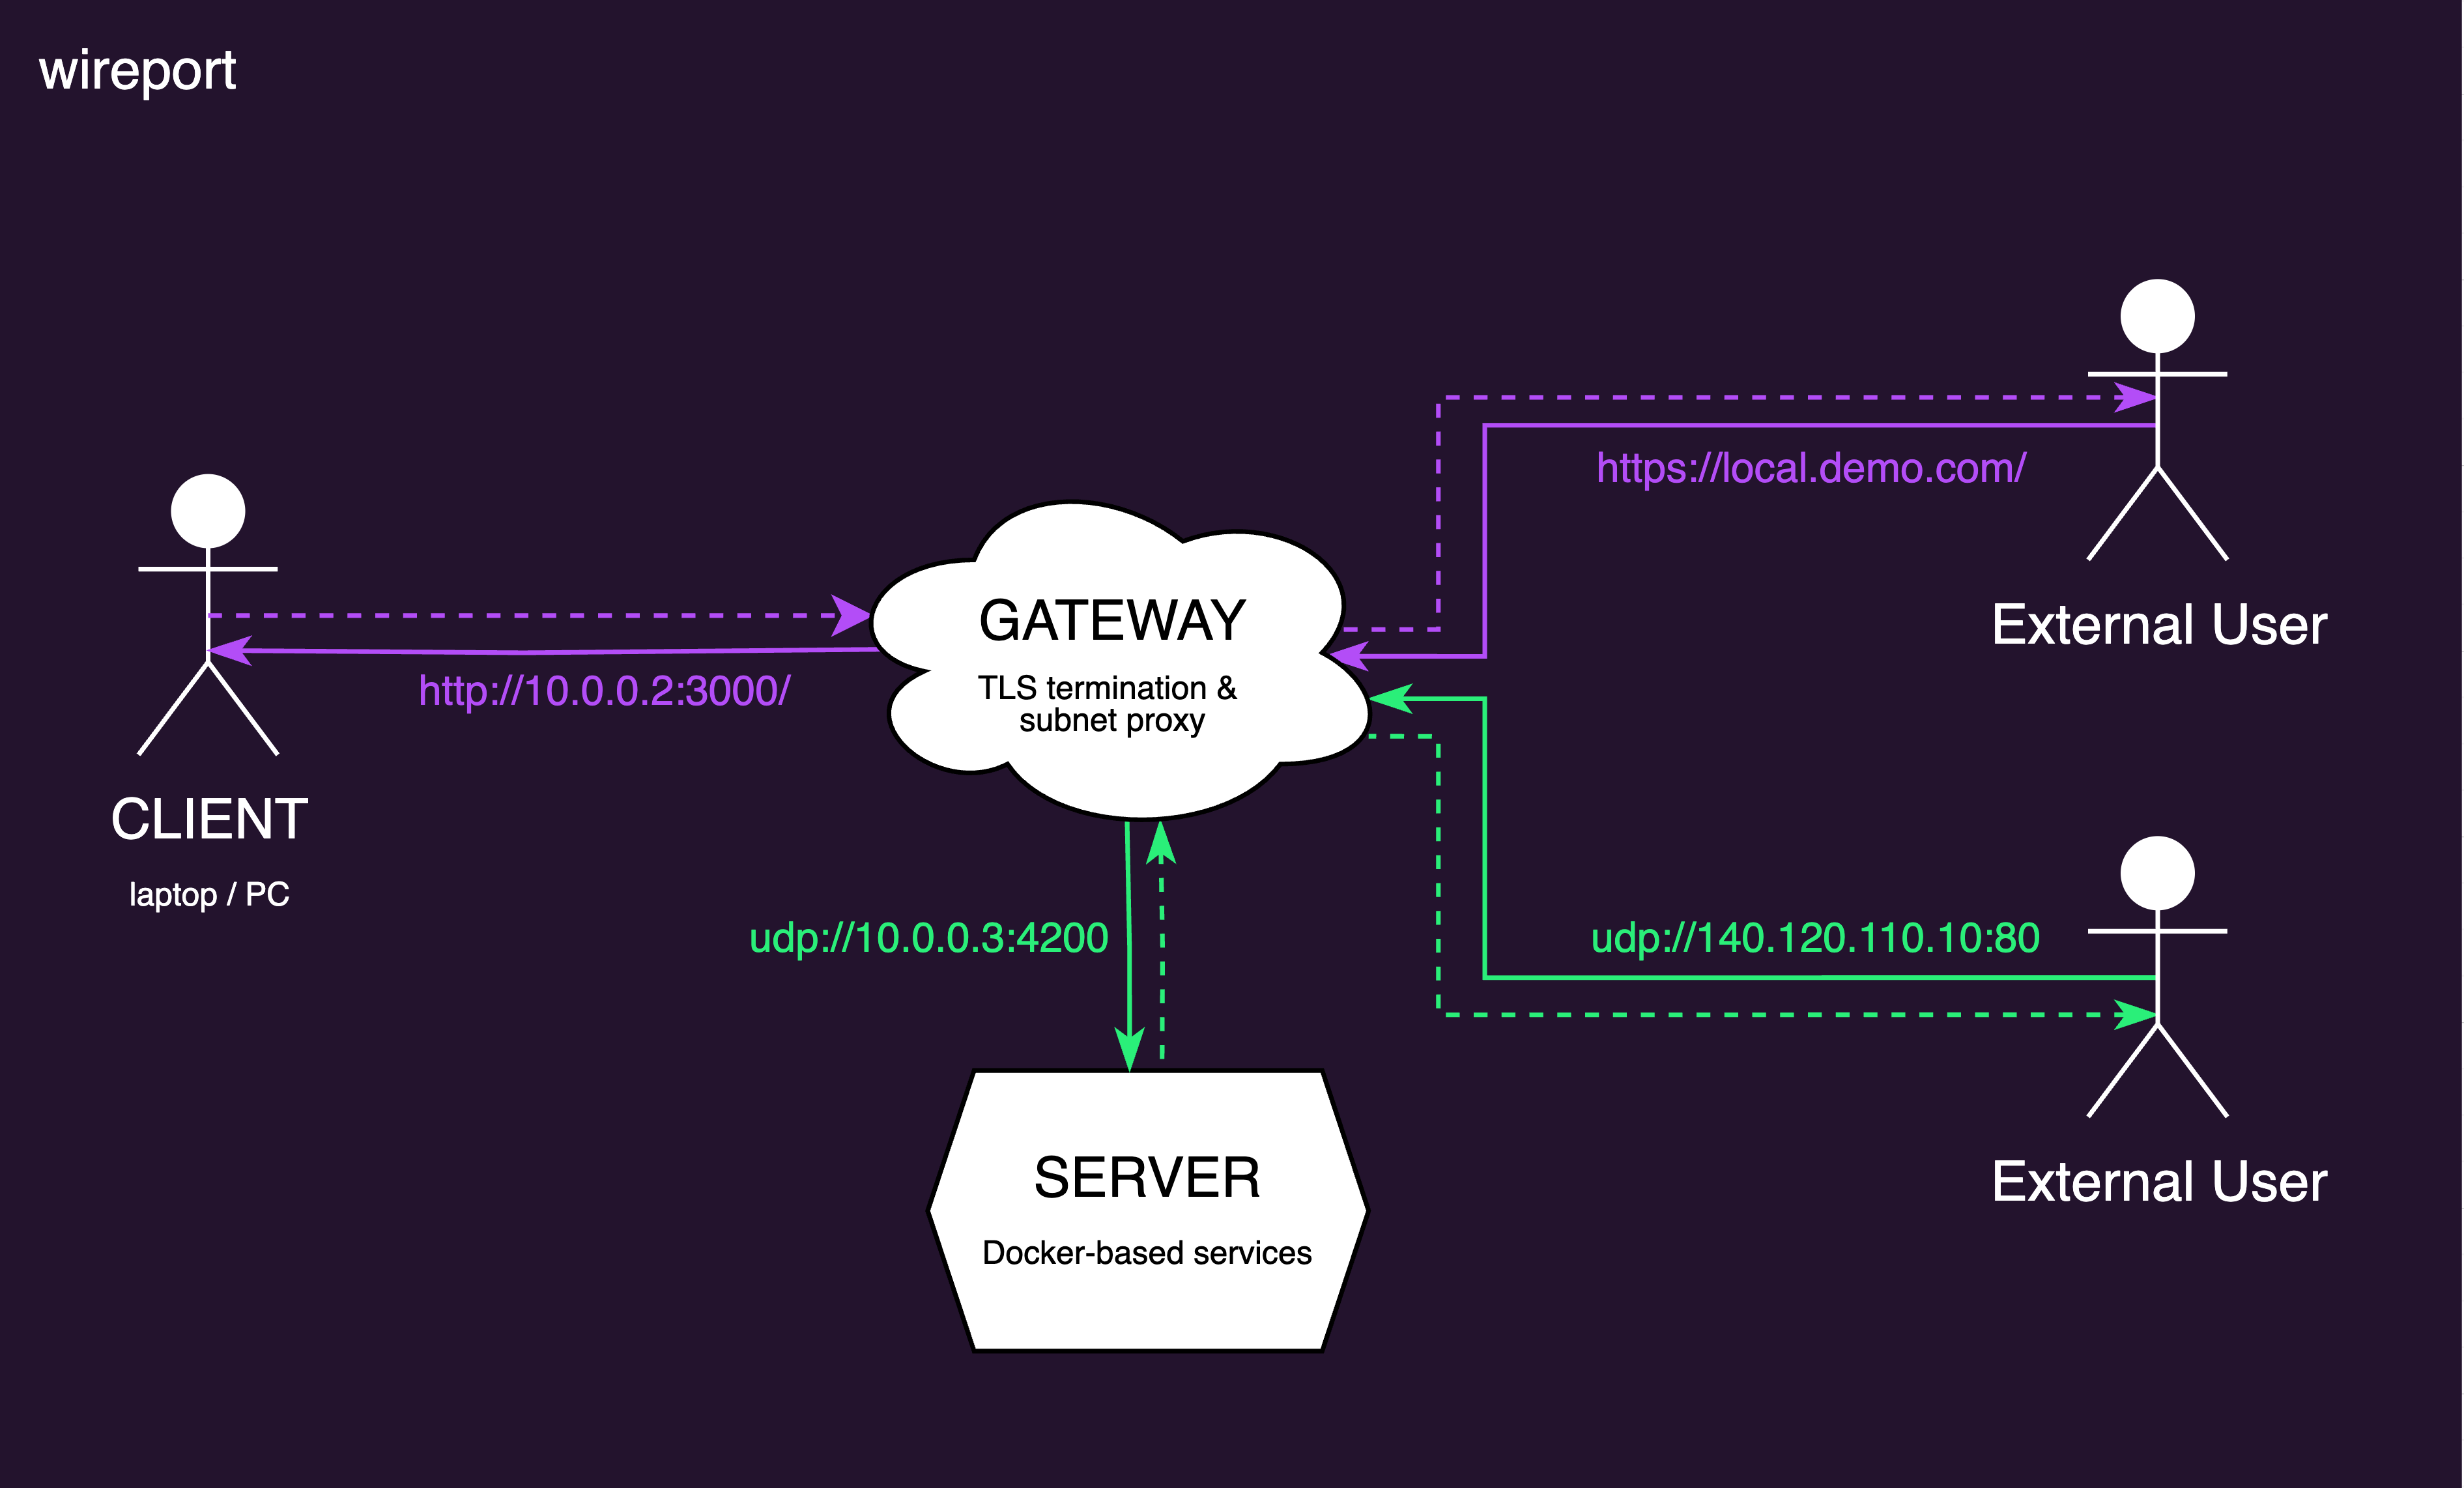 wireport
https://local.demo.com/
External User
GATEWAY
TLS termination &
subnet proxy
http://10.0.0.2:3000/
CLIENT
laptop / PC
udp://10.0.0.3:4200
udp://140.120.110.10:80
External User
SERVER
Docker-based services